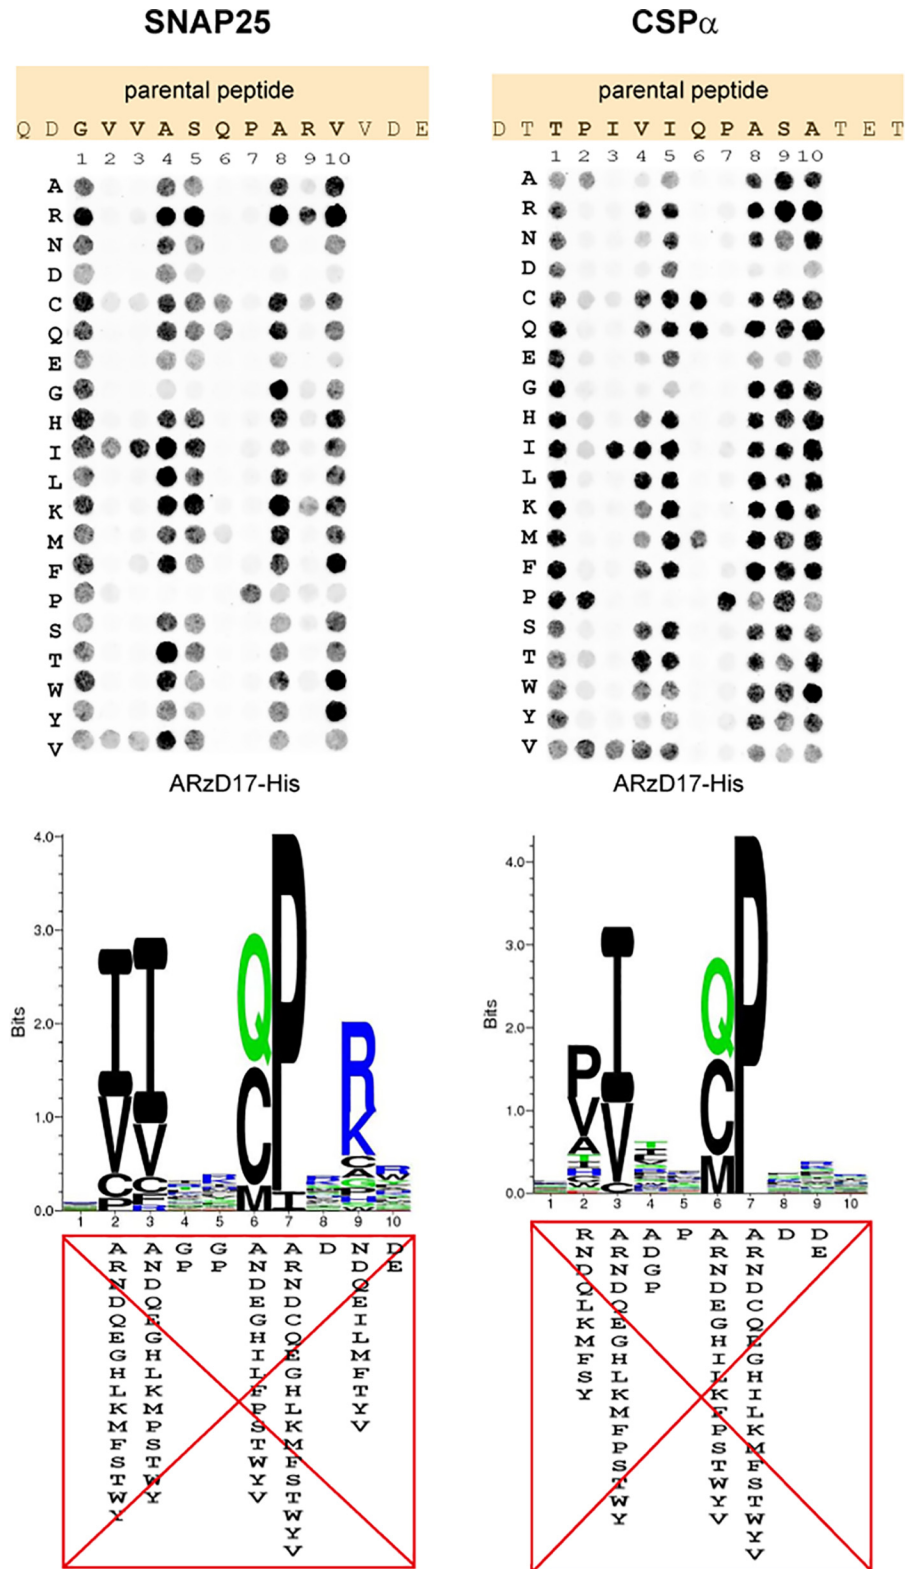 SNAP25
CSPα
parental peptide
parental peptide
Q D G V V A S Q P A R V V D E
D T T P I V I Q P A S A T E T
1 2 3 4 5 6 7 8 9 10
1 2 3 4 5 6 7 8 9 10
A
R
N
D
C
Q
E
G
H
I
L
K
M
F
P
S
T
W
Y
V
A
R
N
D
C
Q
E
G
H
I
L
K
M
F
P
S
T
W
Y
V
ARzD17-His
ARzD17-His
4.0
3.0
2.0
1.0
0.0
Bits
I I Q P
V V C R
C C M K
1 2 3 4 5 6 7 8 9 10
4.0
3.0
2.0
1.0
0.0
Bits
P I Q P
V V C
A C M
1 2 3 4 5 6 7 8 9 10
A A G G A A D N D
R N P P N R D E
N D D N Q
D Q E D E
Q E G C I
E G H Q L
G H I E M
H L L G F
L K F H T
K M P L Y
M P S K V
F S T M
S T W F
T W Y S
W Y V T
Y W
Y
V
R A A P A A D D
N R D R R E
D N G N N
Q D P D D
L Q E C
K E G Q
M G H E
F H I G
S L L H
Y K K I
M F L
F P K
P S M
S T F
T W S
W Y T
Y V W
Y
V